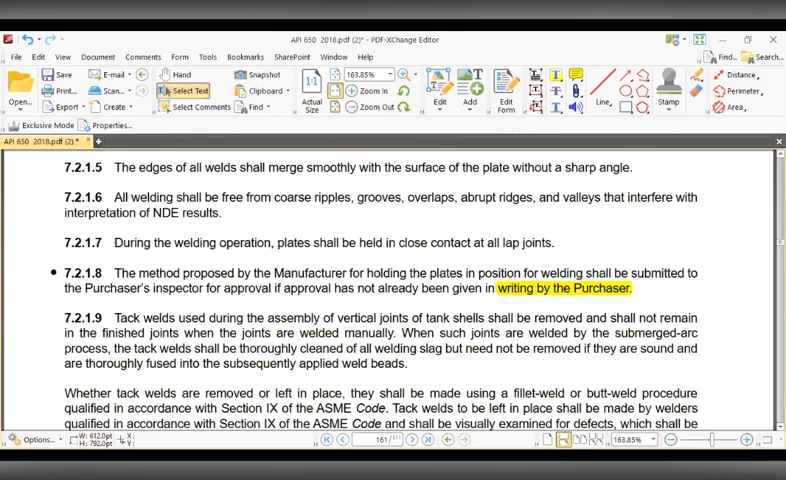 API 650 2018.pdf (2)* - PDF-XChange Editor
File Edit View Document Comments Form Tools Bookmarks SharePoint Window Help
Find... Search...
Open...
Save
Print...
Export
E-mail
Scan...
Create
Hand
Select Text
Select Comments
Snapshot
Clipboard
Find
Actual Size
163.85%
Zoom In
Zoom Out
Edit
Add
Edit Form
Line
Stamp
Distance
Perimeter
Area
Exclusive Mode Properties...
API 650 2018.pdf (2) *
7.2.1.5 The edges of all welds shall merge smoothly with the surface of the plate without a sharp angle.
7.2.1.6 All welding shall be free from coarse ripples, grooves, overlaps, abrupt ridges, and valleys that interfere with
interpretation of NDE results.
7.2.1.7 During the welding operation, plates shall be held in close contact at all lap joints.
• 7.2.1.8 The method proposed by the Manufacturer for holding the plates in position for welding shall be submitted to
the Purchaser's inspector for approval if approval has not already been given in writing by the Purchaser.
7.2.1.9 Tack welds used during the assembly of vertical joints of tank shells shall be removed and shall not remain
in the finished joints when the joints are welded manually. When such joints are welded by the submerged-arc
process, the tack welds shall be thoroughly cleaned of all welding slag but need not be removed if they are sound and
are thoroughly fused into the subsequently applied weld beads.
Whether tack welds are removed or left in place, they shall be made using a fillet-weld or butt-weld procedure
qualified in accordance with Section IX of the ASME Code. Tack welds to be left in place shall be made by welders
qualified in accordance with Section IX of the ASME Code and shall be visually examined for defects, which shall be
Options...
W: 612.0pt
H: 792.0pt
X:
Y:
161/
163.85%